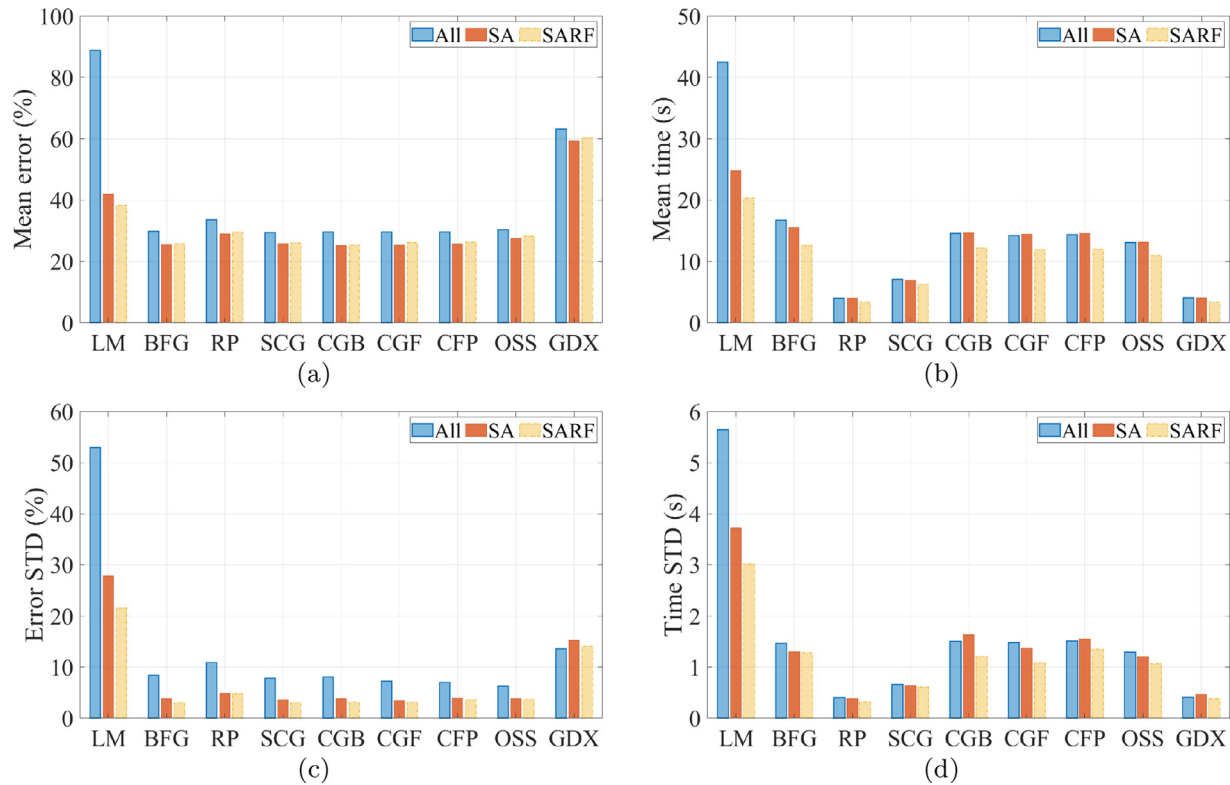 100
80
60
40
20
0
Mean error (%)
All SA SARF
LM BFG RP SCG CGB CGF CFP OSS GDX
(a)
50
40
30
20
10
0
Mean time (s)
All SA SARF
LM BFG RP SCG CGB CGF CFP OSS GDX
(b)
60
50
40
30
20
10
0
Error STD (%)
All SA SARF
LM BFG RP SCG CGB CGF CFP OSS GDX
(c)
6
5
4
3
2
1
0
Time STD (s)
All SA SARF
LM BFG RP SCG CGB CGF CFP OSS GDX
(d)